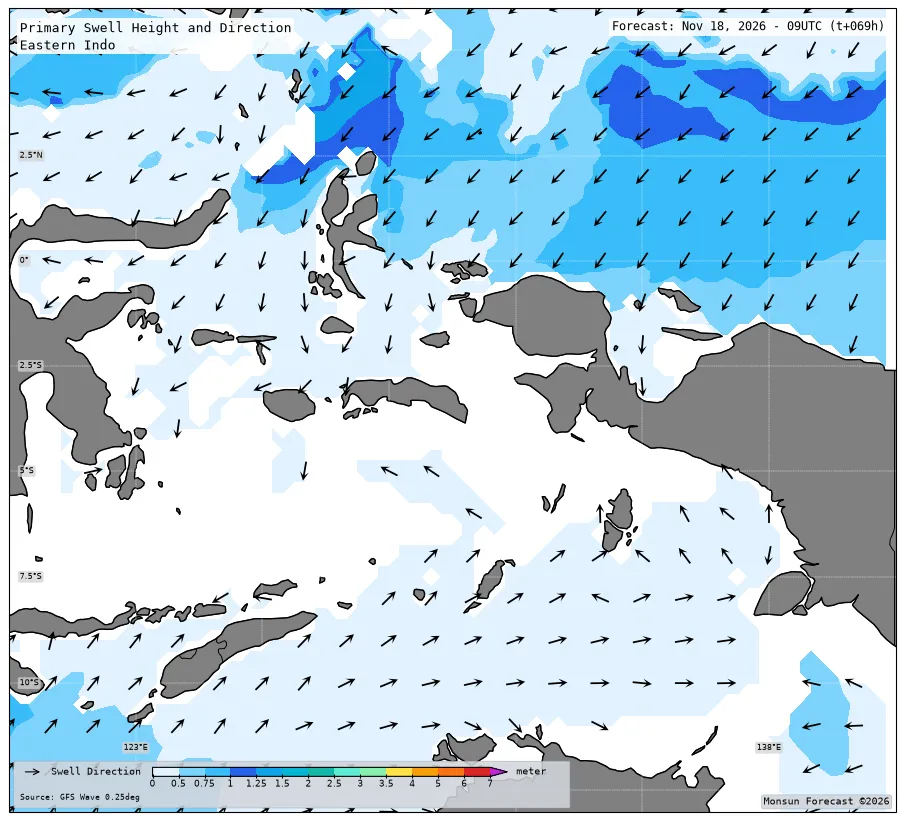 Primary Swell Height and Direction
Eastern Indo
Forecast: Nov 18, 2026 - 09UTC (t+069h)
2.5°N
0°
2.5°S
5°S
7.5°S
10°S
123°E
138°E
Swell Direction
0 0.5 0.75 1 1.25 1.5 1.75 2 2.5 3 3.5 4 5 6 7
meter
Source: GFS Wave 0.25deg
Monsun Forecast ©2026